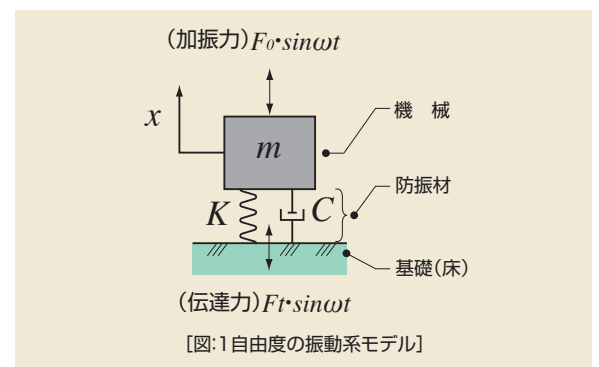 (加振力)F₀・sinωt
x
機 械
m
防振材
K
C
基礎(床)
(伝達力)Ft・sinωt
[図:1自由度の振動系モデル]